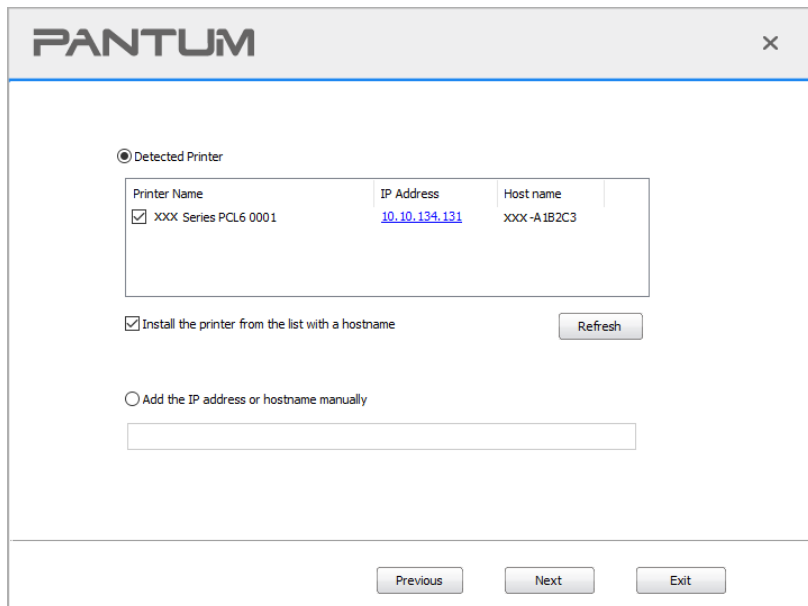 PANTUM
Detected Printer
Printer Name IP Address Host name
XXX Series PCL6 0001 10.10.134.131 XXX-A1B2C3
Install the printer from the list with a hostname
Refresh
Add the IP address or hostname manually
Previous Next Exit